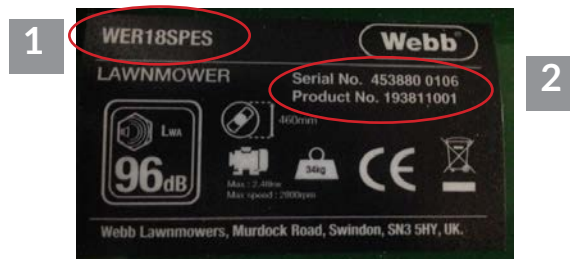 1
WER18SPES
Webb
LAWNMOWER
Serial No. 453880 0106
Product No. 193811001
2
LWA
460mm
96dB
34kg
CE
Max : 2.48kw
Max speed : 2800rpm
Webb Lawnmowers, Murdock Road, Swindon, SN3 5HY, UK.